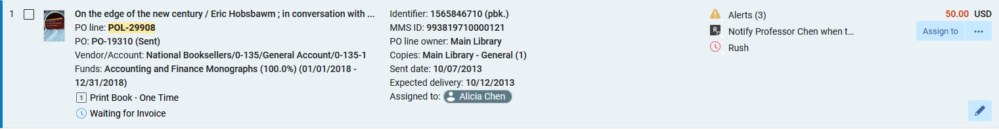 1
On the edge of the new century / Eric Hobsbawm ; in conversation with ...
PO line: POL-29908
PO: PO-19310 (Sent)
Vendor/Account: National Booksellers/0-135/General Account/0-135-1
Funds: Accounting and Finance Monographs (100.0%) (01/01/2018 -
12/31/2018)
1 Print Book - One Time
Waiting for Invoice
Identifier: 1565846710 (pbk.)
MMS ID: 993819710000121
PO line owner: Main Library
Copies: Main Library - General (1)
Sent date: 10/07/2013
Expected delivery: 10/12/2013
Assigned to: Alicia Chen
Alerts (3)
R Notify Professor Chen when t...
Rush
50.00 USD
Assign to ...